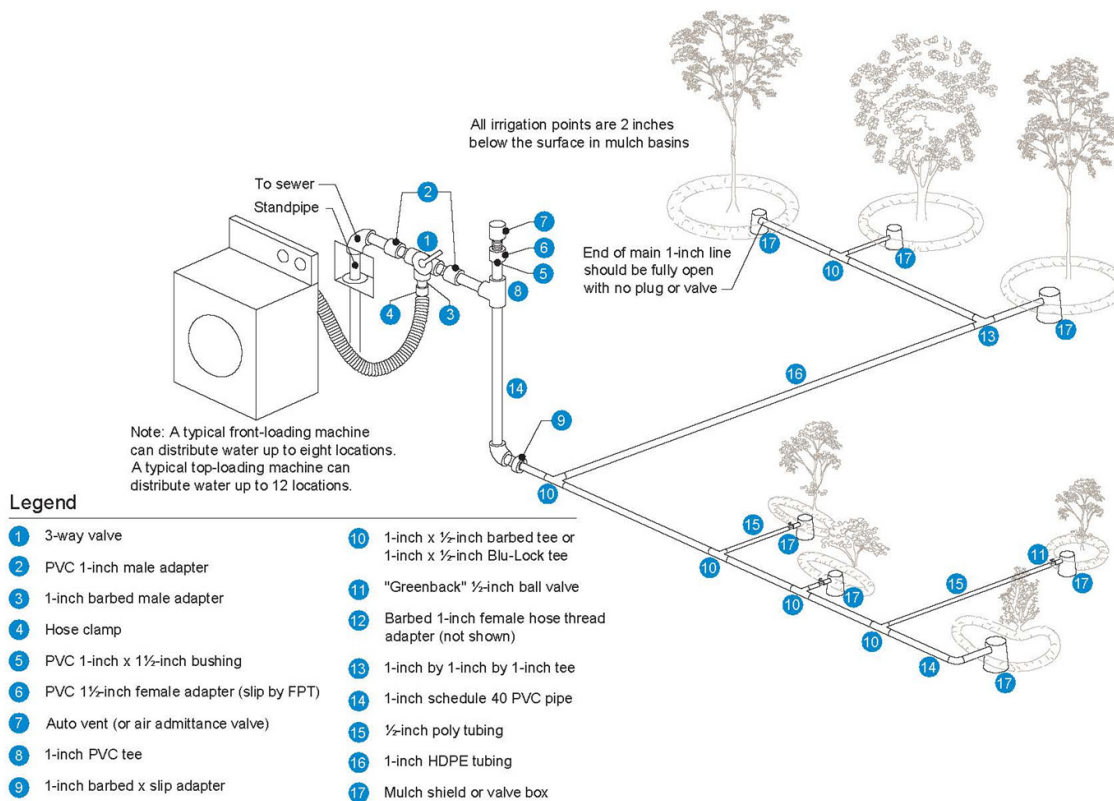 All irrigation points are 2 inches
below the surface in mulch basins
To sewer
Standpipe
2
1
7
6
5
8
4
3
End of main 1-inch line
should be fully open
with no plug or valve
17
10
17
13
17
16
14
9
Note: A typical front-loading machine
can distribute water up to eight locations.
A typical top-loading machine can
distribute water up to 12 locations.
10
15
17
10
17
10
15
11
17
10
14
17
Legend
1 3-way valve
2 PVC 1-inch male adapter
3 1-inch barbed male adapter
4 Hose clamp
5 PVC 1-inch x 1½-inch bushing
6 PVC 1½-inch female adapter (slip by FPT)
7 Auto vent (or air admittance valve)
8 1-inch PVC tee
9 1-inch barbed x slip adapter
10 1-inch x ½-inch barbed tee or
1-inch x ½-inch Blu-Lock tee
11 "Greenback" ½-inch ball valve
12 Barbed 1-inch female hose thread
adapter (not shown)
13 1-inch by 1-inch by 1-inch tee
14 1-inch schedule 40 PVC pipe
15 ½-inch poly tubing
16 1-inch HDPE tubing
17 Mulch shield or valve box